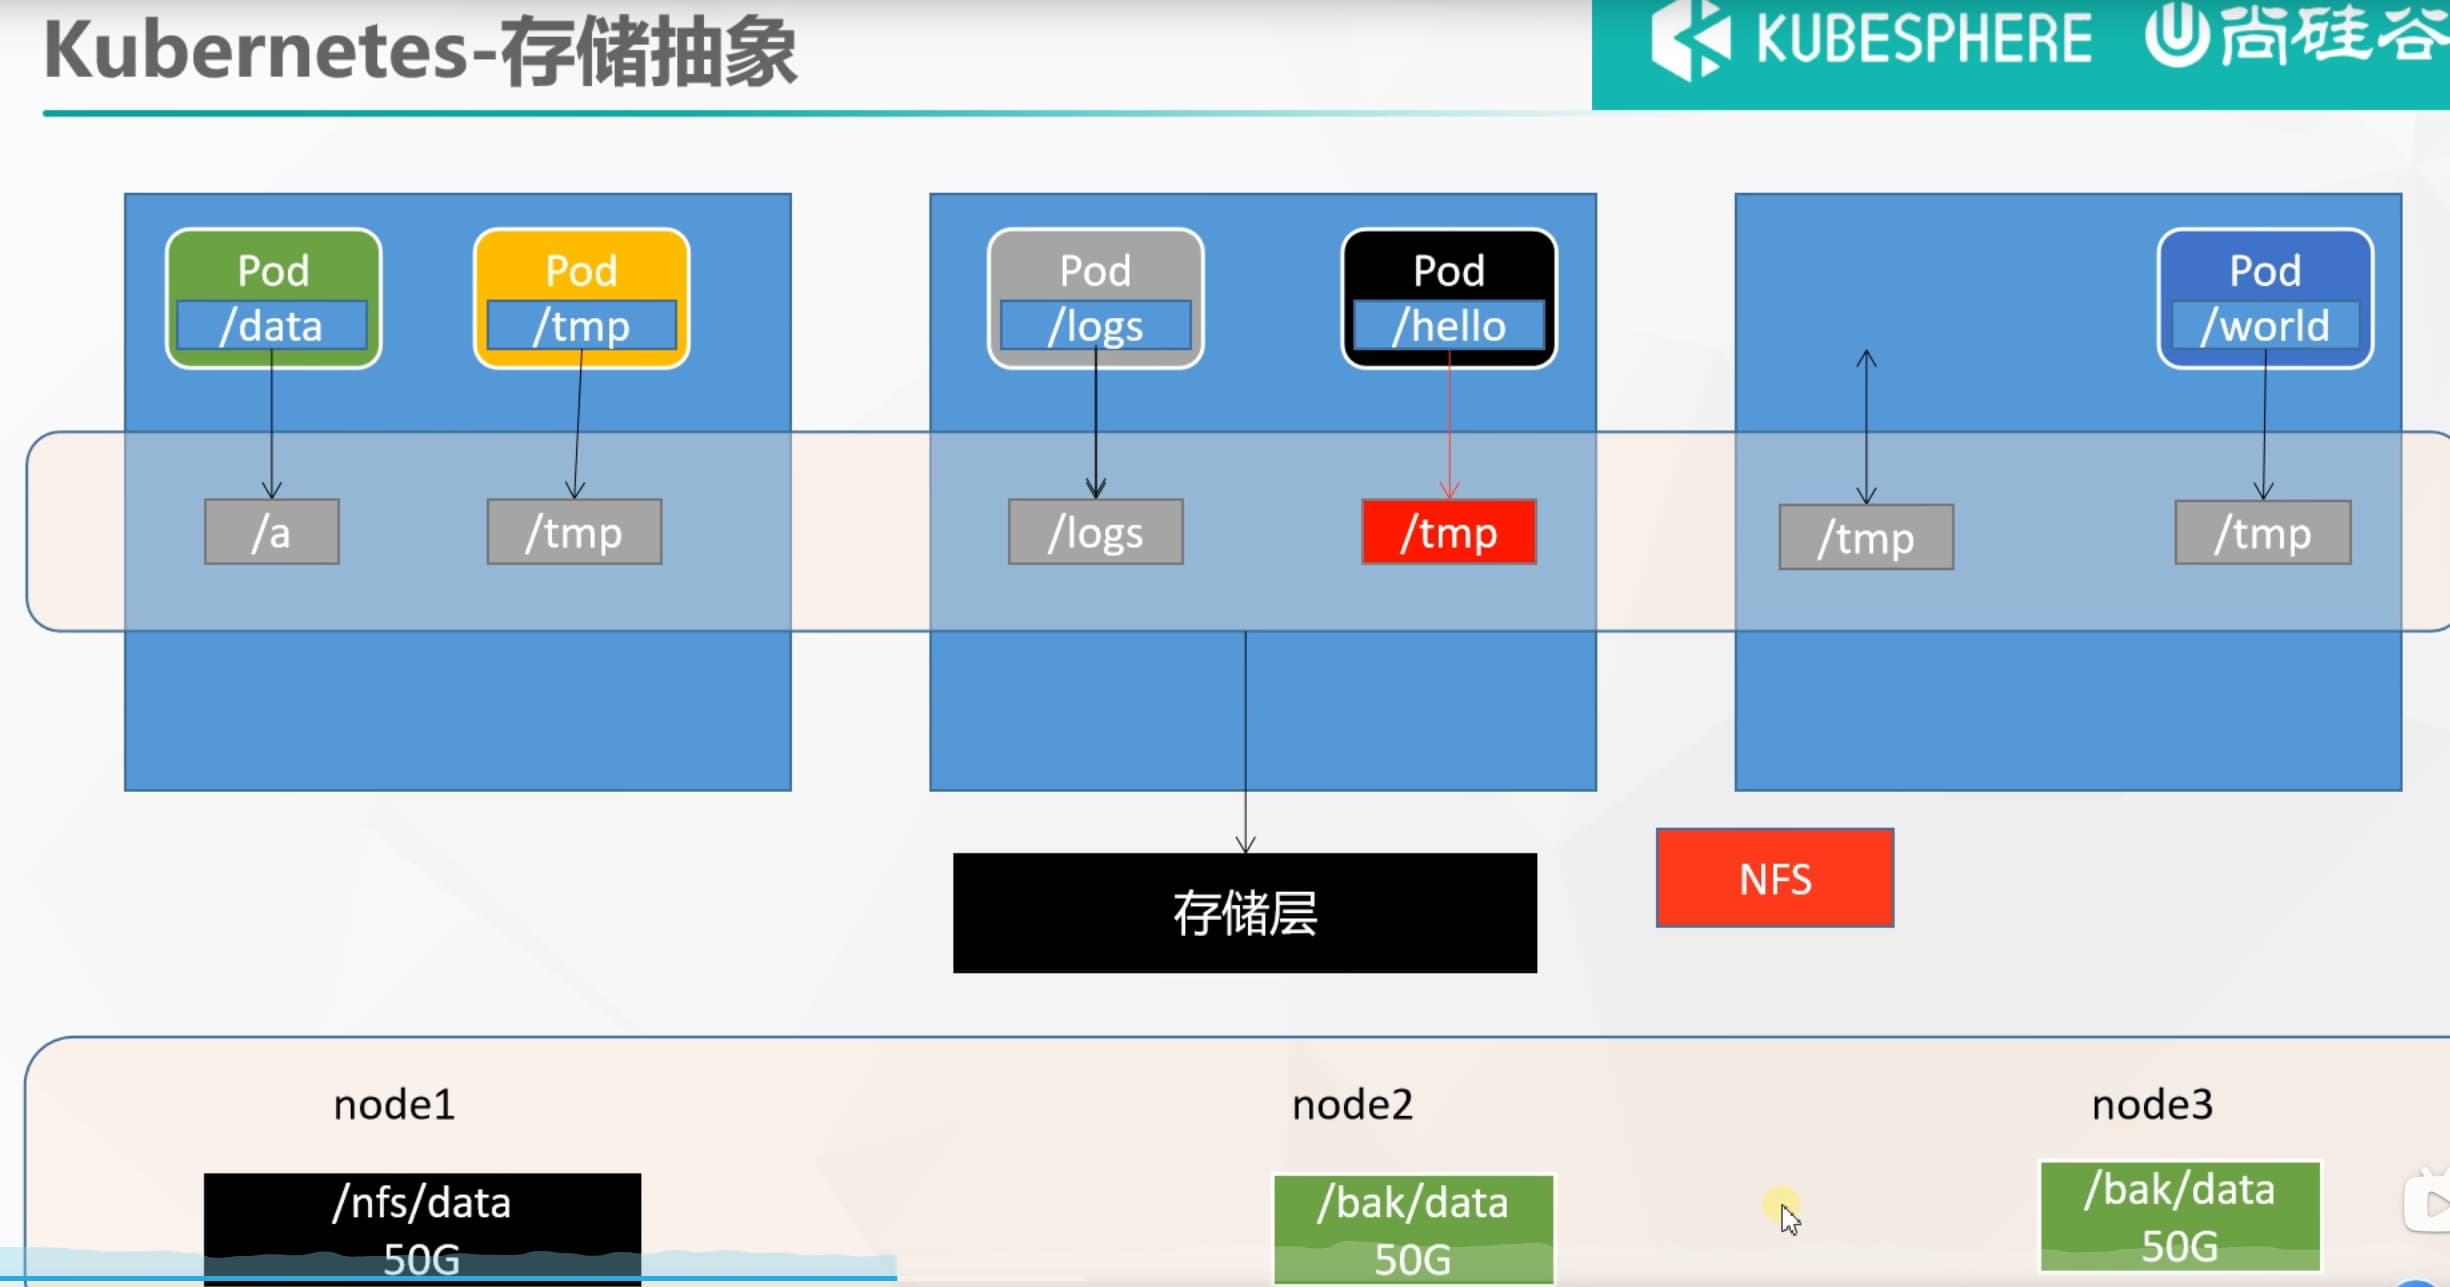 Kubernetes-存储抽象
KUBESPHERE 尚硅谷
Pod
/data
Pod
/tmp
Pod
/logs
Pod
/hello
Pod
/world
/a
/tmp
/logs
/tmp
/tmp
/tmp
存储层
NFS
node1
node2
node3
/nfs/data
50G
/bak/data
50G
/bak/data
50G